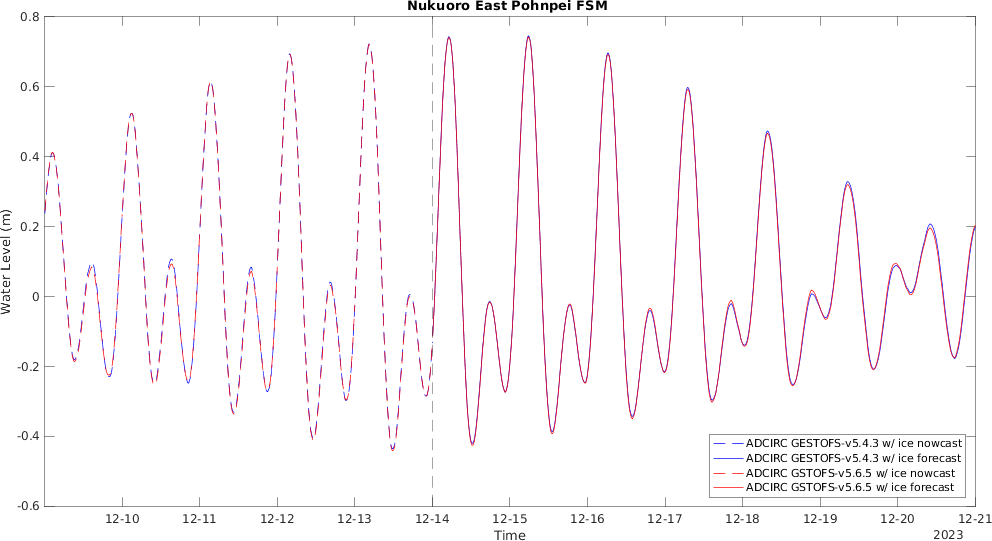 Nukuoro East Pohnpei FSM
0.8
0.6
0.4
0.2
0
-0.2
-0.4
-0.6
Water Level (m)
ADCIRC GESTOFS-v5.4.3 w/ ice nowcast
ADCIRC GESTOFS-v5.4.3 w/ ice forecast
ADCIRC GSTOFS-v5.6.5 w/ ice nowcast
ADCIRC GSTOFS-v5.6.5 w/ ice forecast
12-10 12-11 12-12 12-13 12-14 12-15 12-16 12-17 12-18 12-19 12-20 12-21
Time
2023